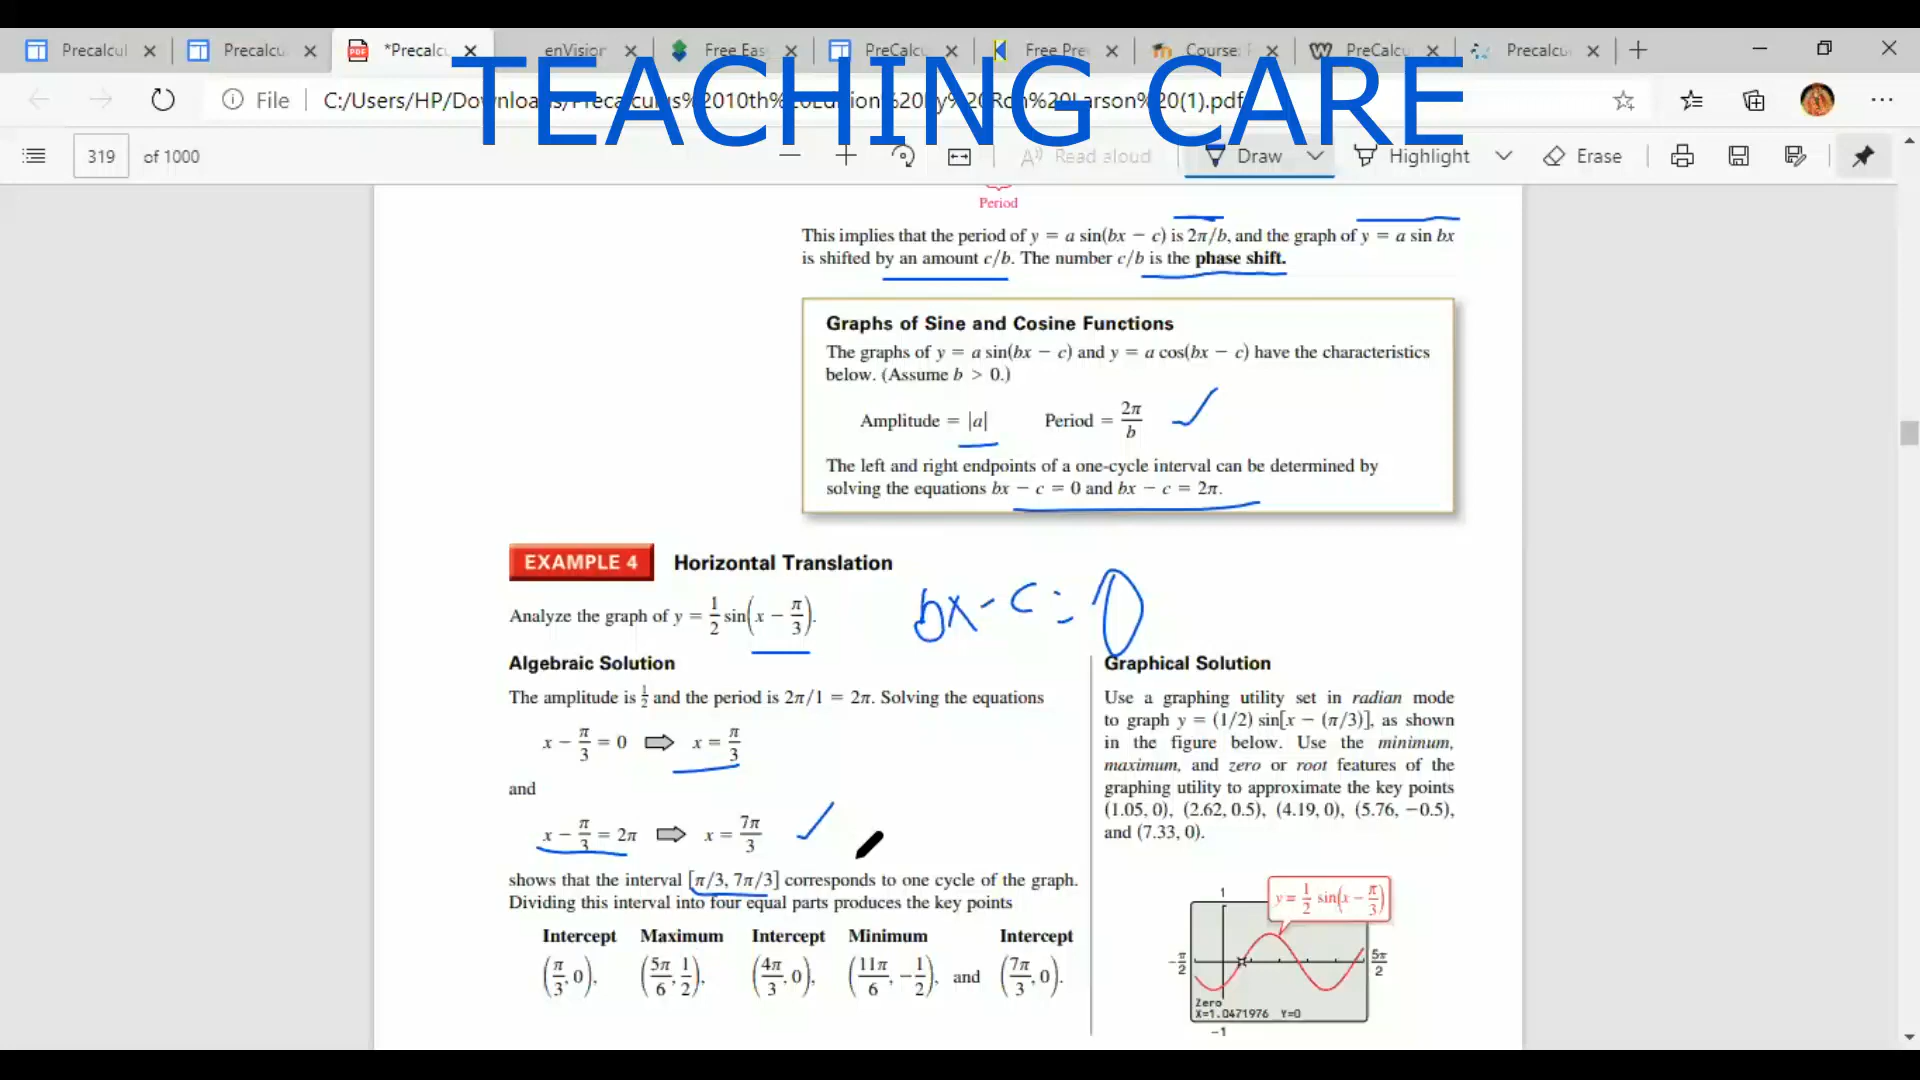 Precalcul
Precalcu
*Precalcu
enVision
Free Eas
PreCalcu
Free Pre
Course: F
PreCalcu
Precalcu
TEACHING CARE
File
C:/Users/HP/Downloads/Precalculus%2010th%20Edition%20by%20Ron%20Larson%20(1).pdf
319 of 1000
Read aloud
Draw
Highlight
Erase
Period
This implies that the period of y = a sin(bx − c) is 2π/b, and the graph of y = a sin bx
is shifted by an amount c/b. The number c/b is the phase shift.
Graphs of Sine and Cosine Functions
The graphs of y = a sin(bx − c) and y = a cos(bx − c) have the characteristics
below. (Assume b > 0.)
Amplitude = |a| Period = 2π/b
The left and right endpoints of a one-cycle interval can be determined by
solving the equations bx − c = 0 and bx − c = 2π.
EXAMPLE 4 Horizontal Translation
bx - c = 0
Analyze the graph of y = 1/2 sin(x − π/3).
Algebraic Solution
The amplitude is 1/2 and the period is 2π/1 = 2π. Solving the equations
x − π/3 = 0 ⇒ x = π/3
and
x − π/3 = 2π ⇒ x = 7π/3
shows that the interval [π/3, 7π/3] corresponds to one cycle of the graph.
Dividing this interval into four equal parts produces the key points
Intercept Maximum Intercept Minimum Intercept
(π/3, 0), (5π/6, 1/2), (4π/3, 0), (11π/6, −1/2), and (7π/3, 0).
Graphical Solution
Use a graphing utility set in radian mode
to graph y = (1/2) sin[x − (π/3)], as shown
in the figure below. Use the minimum,
maximum, and zero or root features of the
graphing utility to approximate the key points
(1.05, 0), (2.62, 0.5), (4.19, 0), (5.76, −0.5),
and (7.33, 0).
1
y = 1/2 sin(x − π/3)
−π/2
5π/2
Zero
X=1.0471976 Y=0
−1